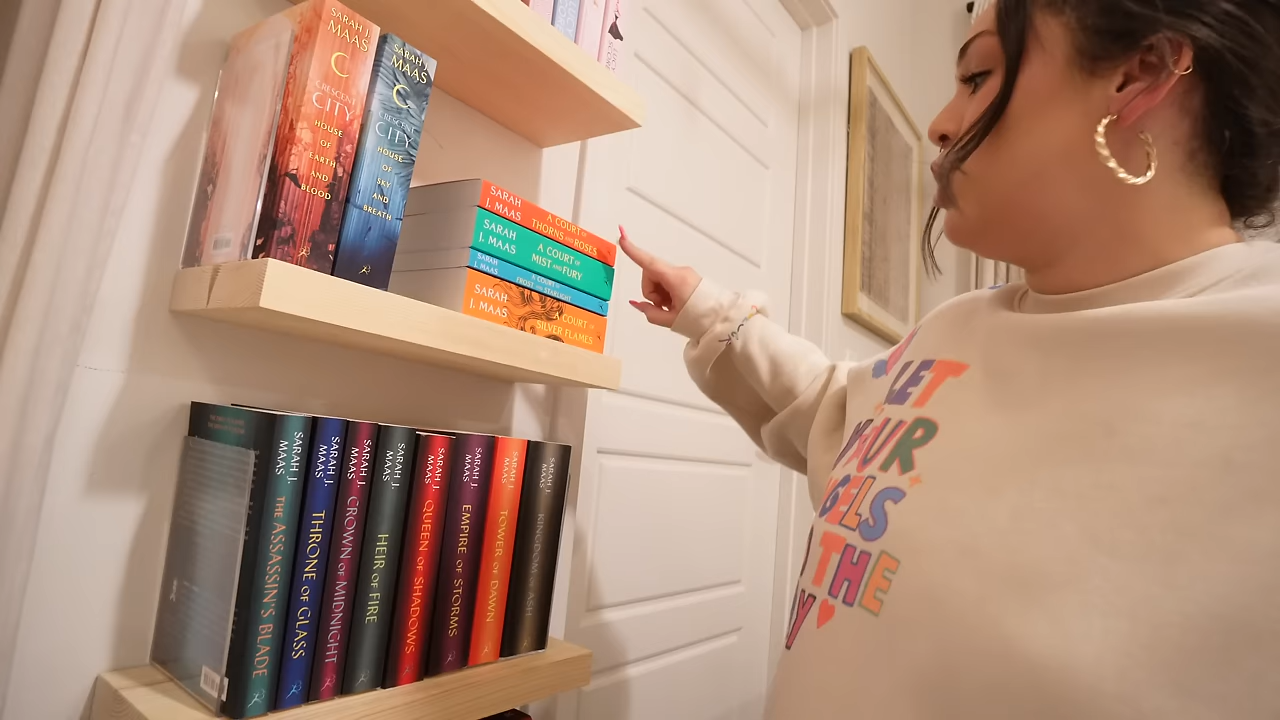 SARAH J.
MAAS
C
CRESCENT
CITY
HOUSE
OF
EARTH
AND
BLOOD
SARAH J.
MAAS
C
CRESCENT
CITY
HOUSE
OF
SKY
AND
BREATH
SARAH
J. MAAS
A COURT OF
THORNS AND ROSES
SARAH
J. MAAS
A COURT OF
MIST AND FURY
SARAH
J. MAAS
A COURT OF
FROST AND STARLIGHT
SARAH
J. MAAS
A COURT OF
SILVER FLAMES
SARAH J.
MAAS
THE ASSASSIN'S BLADE
SARAH J.
MAAS
THRONE OF GLASS
SARAH J.
MAAS
CROWN OF MIDNIGHT
SARAH J.
MAAS
HEIR OF FIRE
SARAH J.
MAAS
QUEEN OF SHADOWS
SARAH J.
MAAS
EMPIRE OF STORMS
SARAH J.
MAAS
TOWER OF DAWN
SARAH J.
MAAS
KINGDOM OF ASH
LET
YOUR
THE